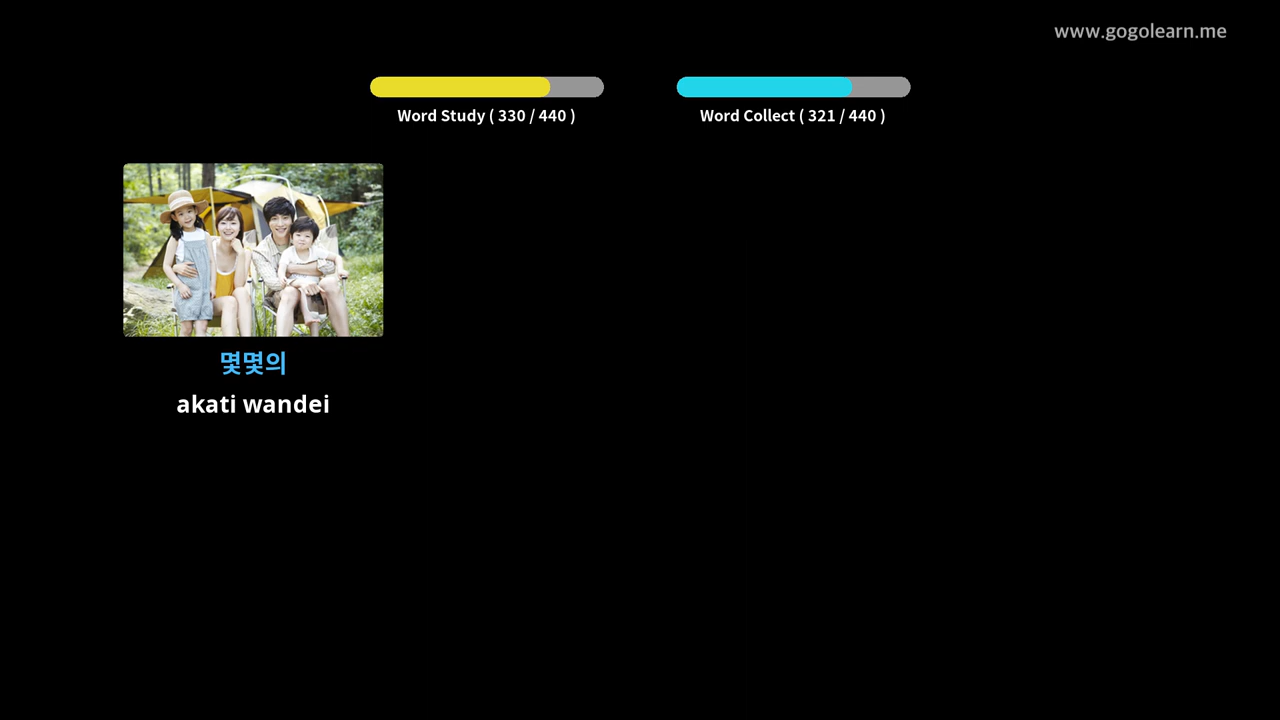 www.gogolearn.me
Word Study ( 330 / 440 )
Word Collect ( 321 / 440 )
몇몇의
akati wandei